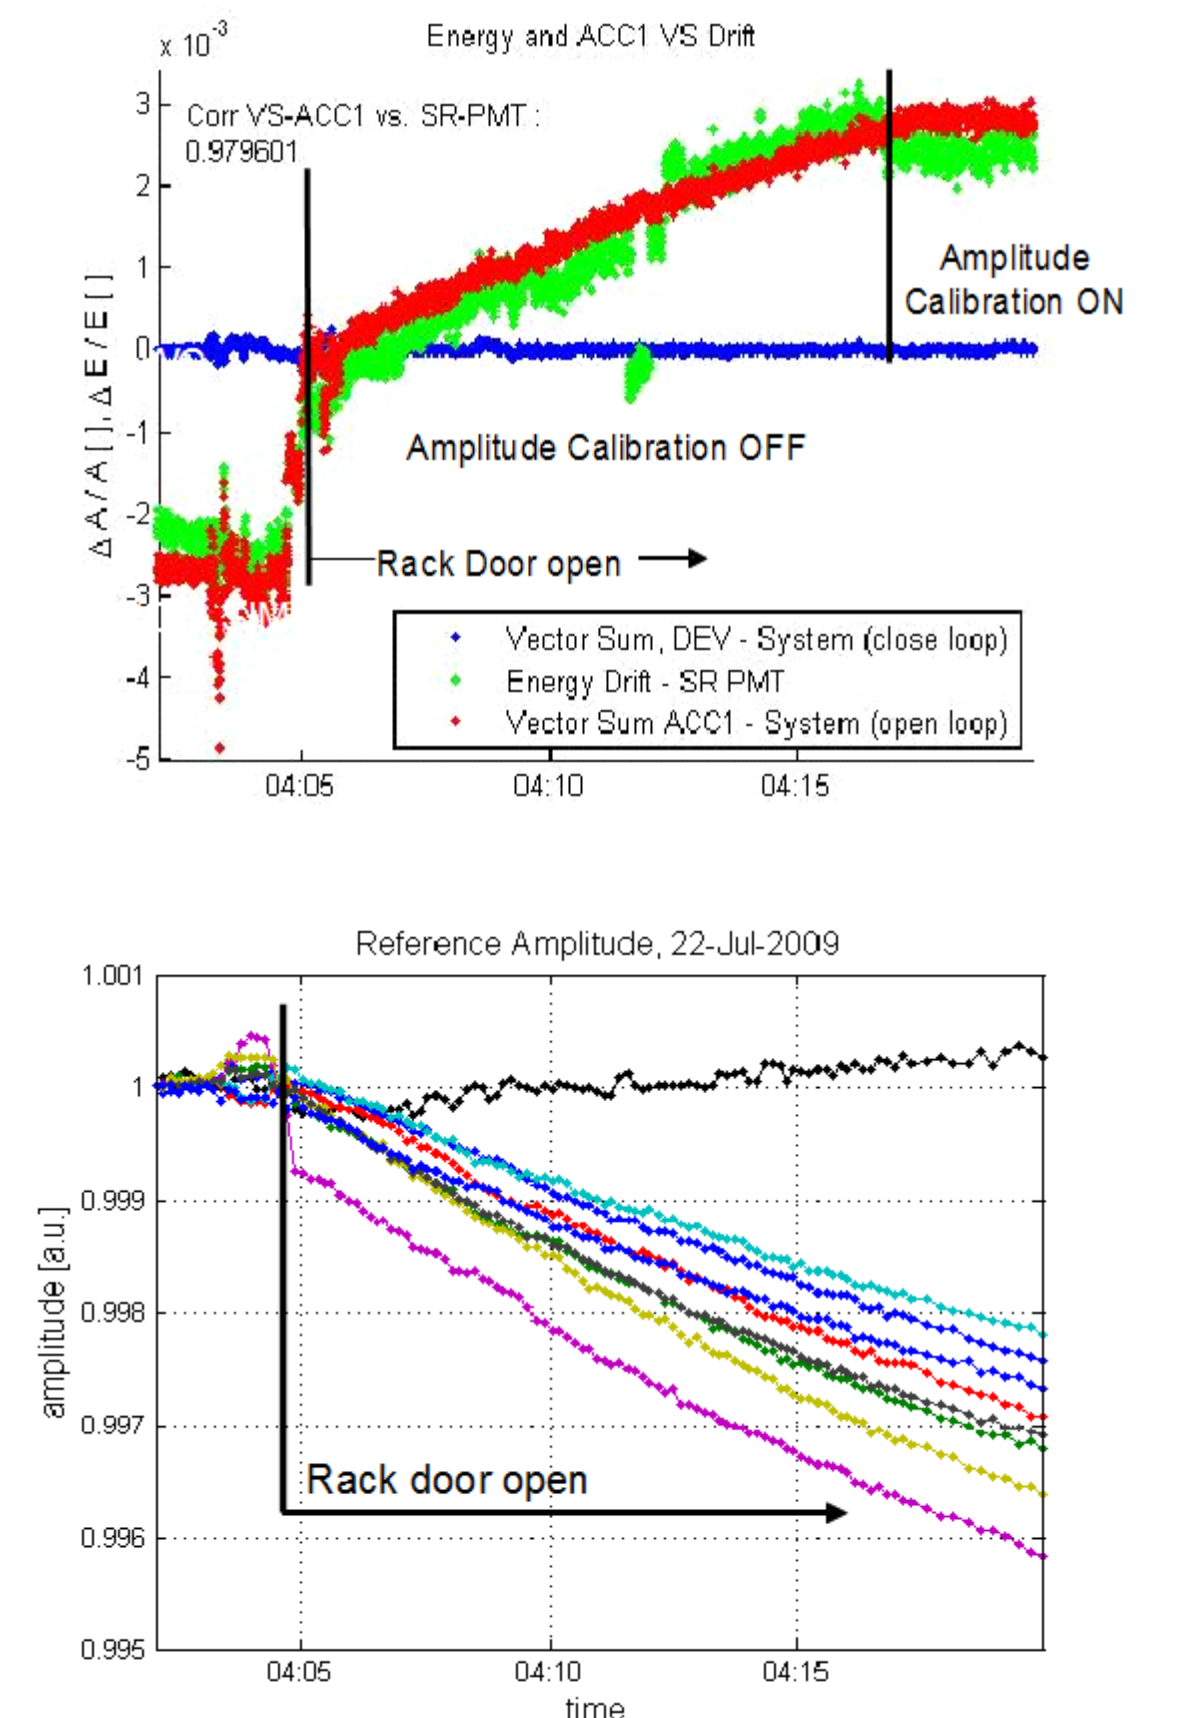 x 10-3
Energy and ACC1 VS Drift
Corr VS-ACC1 vs. SR-PMT :
0.979601
3
2
1
0
-1
-2
-3
-4
-5
Δ A / A [ ], Δ E / E [ ]
Amplitude
Calibration ON
Amplitude Calibration OFF
Rack Door open
Vector Sum, DEV - System (close loop)
Energy Drift - SR PMT
Vector Sum ACC1 - System (open loop)
04:05 04:10 04:15
Reference Amplitude, 22-Jul-2009
1.001
1
0.999
0.998
0.997
0.996
0.995
amplitude [a.u.]
Rack door open
04:05 04:10 04:15
time